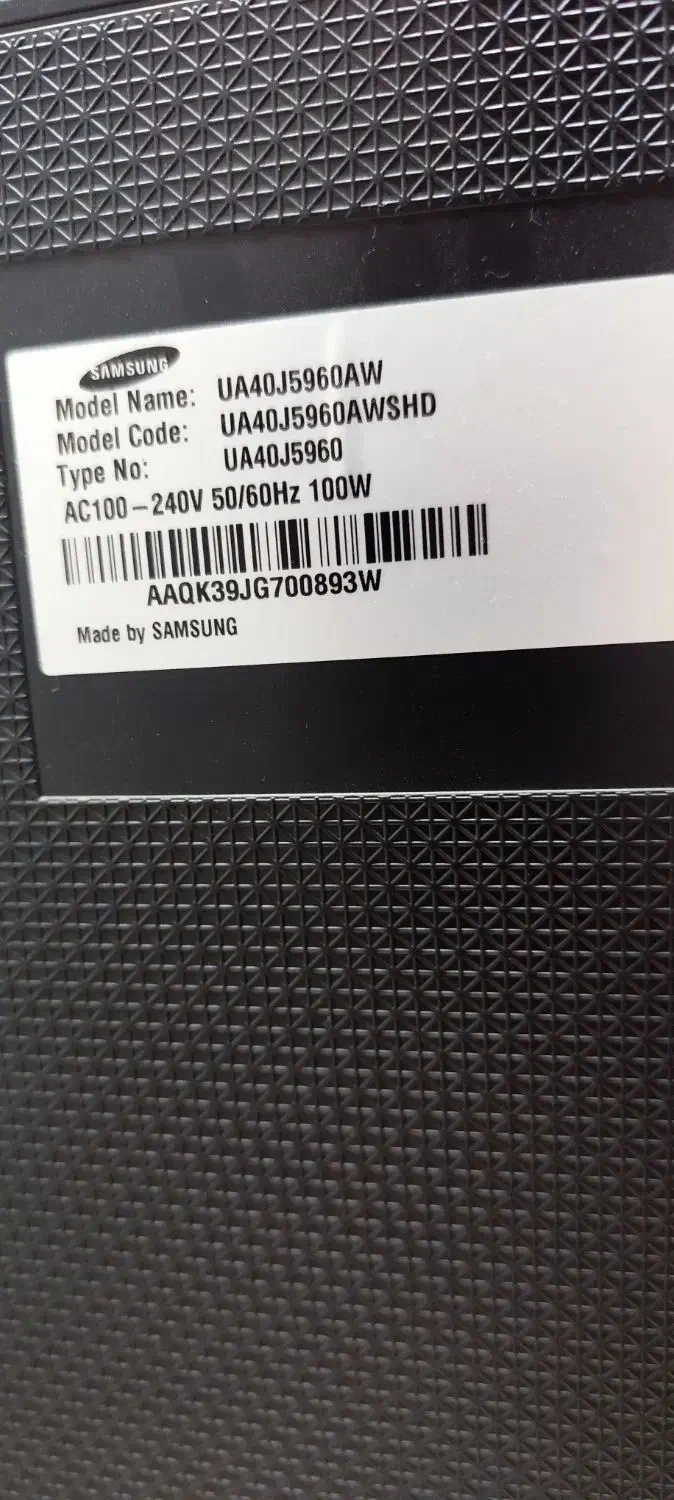 SAMSUNG
Model Name: UA40J5960AW
Model Code: UA40J5960AWSHD
Type No: UA40J5960
AC100-240V 50/60Hz 100W
AAQK39JG700893W
Made by SAMSUNG